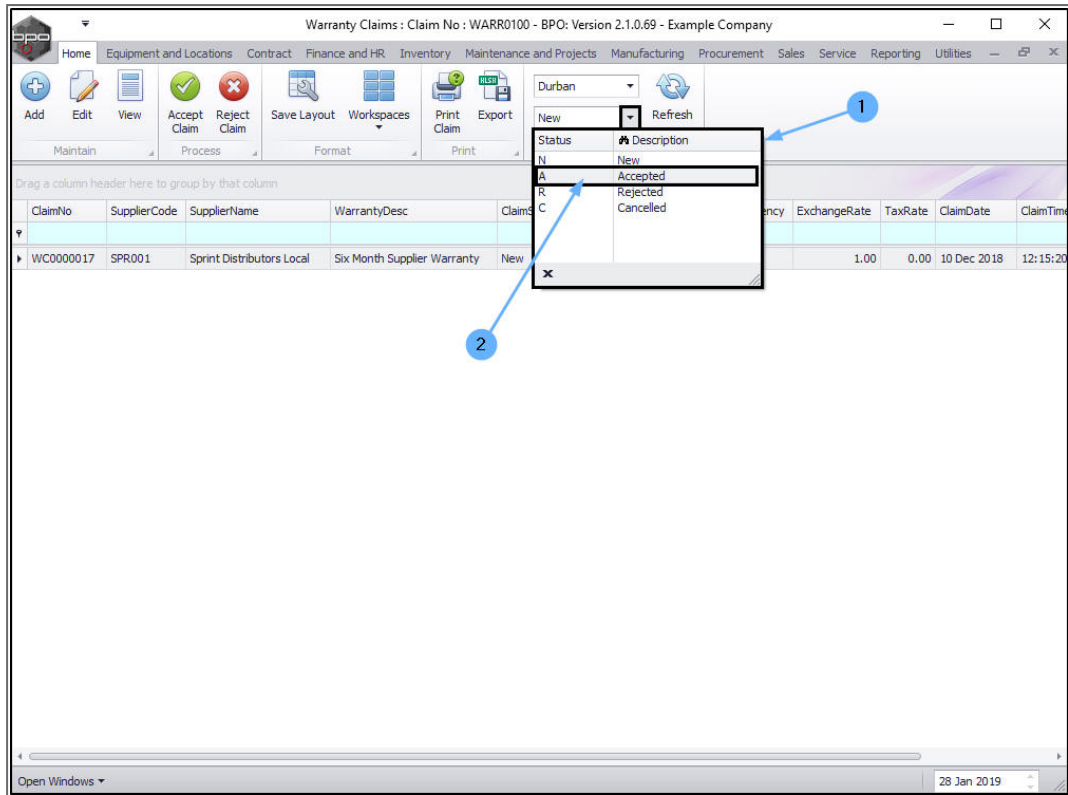 Warranty Claims : Claim No : WARR0100 - BPO: Version 2.1.0.69 - Example Company
bpo
Home Equipment and Locations Contract Finance and HR Inventory Maintenance and Projects Manufacturing Procurement Sales Service Reporting Utilities
Durban
Add Edit View Accept Claim Reject Claim Save Layout Workspaces Print Claim Export
XLSX
New Refresh
1
Maintain Process Format Print
Status Description
N New
A Accepted
R Rejected
C Cancelled
Drag a column header here to group by that column
ClaimNo SupplierCode SupplierName WarrantyDesc ExchangeRate TaxRate ClaimDate
WC0000017 SPR001 Sprint Distributors Local Six Month Supplier Warranty New 1.00 0.00 10 Dec 2018 12:15:20
2
Open Windows 28 Jan 2019